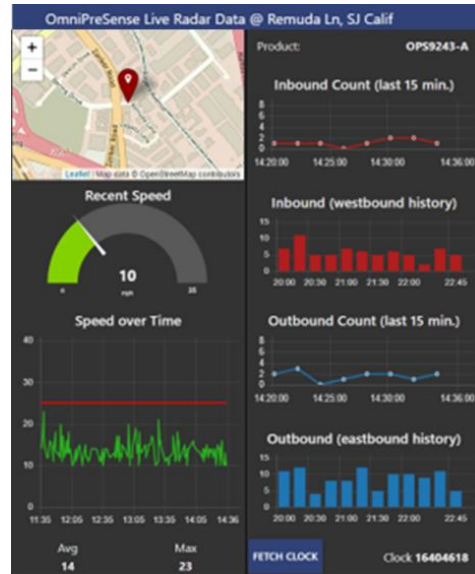 OmniPreSense Live Radar Data @ Remuda Ln, SJ Calif
+
−
Leaflet | Map data © OpenStreetMap contributors
Recent Speed
10
mph
0
35
Speed over Time
40
30
20
10
0
11:35 12:05 12:35 13:05 13:35 14:05 14:36
Avg
Max
14
23
Product:
OPS9243-A
Inbound Count (last 15 min.)
8
6
4
2
0
14:20:00 14:25:00 14:30:00 14:36:00
Inbound (westbound history)
15
10
5
0
20:00 20:30 21:00 21:30 22:00 22:45
Outbound Count (last 15 min.)
8
6
4
2
0
14:20:00 14:25:00 14:30:00 14:36:00
Outbound (eastbound history)
15
10
5
0
20:00 20:30 21:00 21:30 22:00 22:45
FETCH CLOCK
Clock 16404618